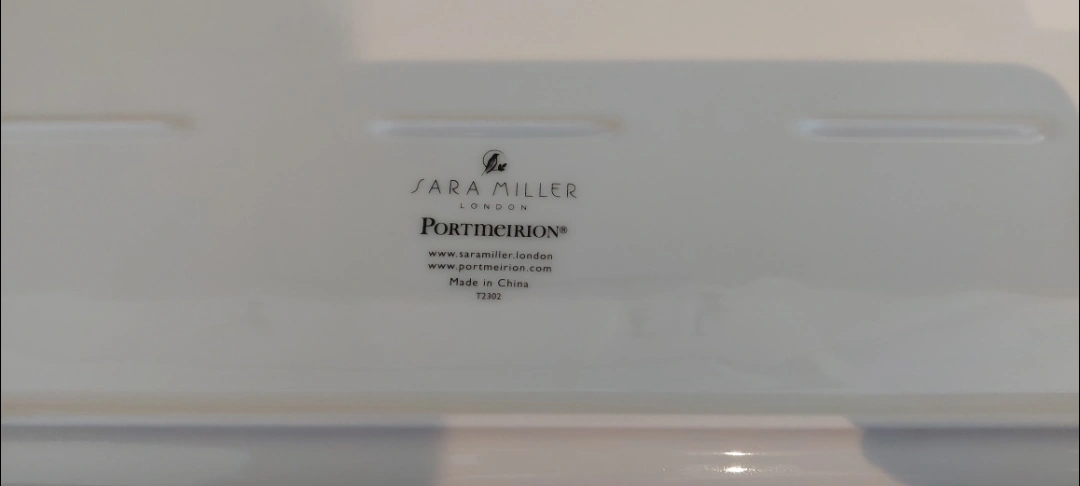 SARA MILLER
LONDON
PORTMEIRION®
www.saramiller.london
www.portmeirion.com
Made in China
T2302